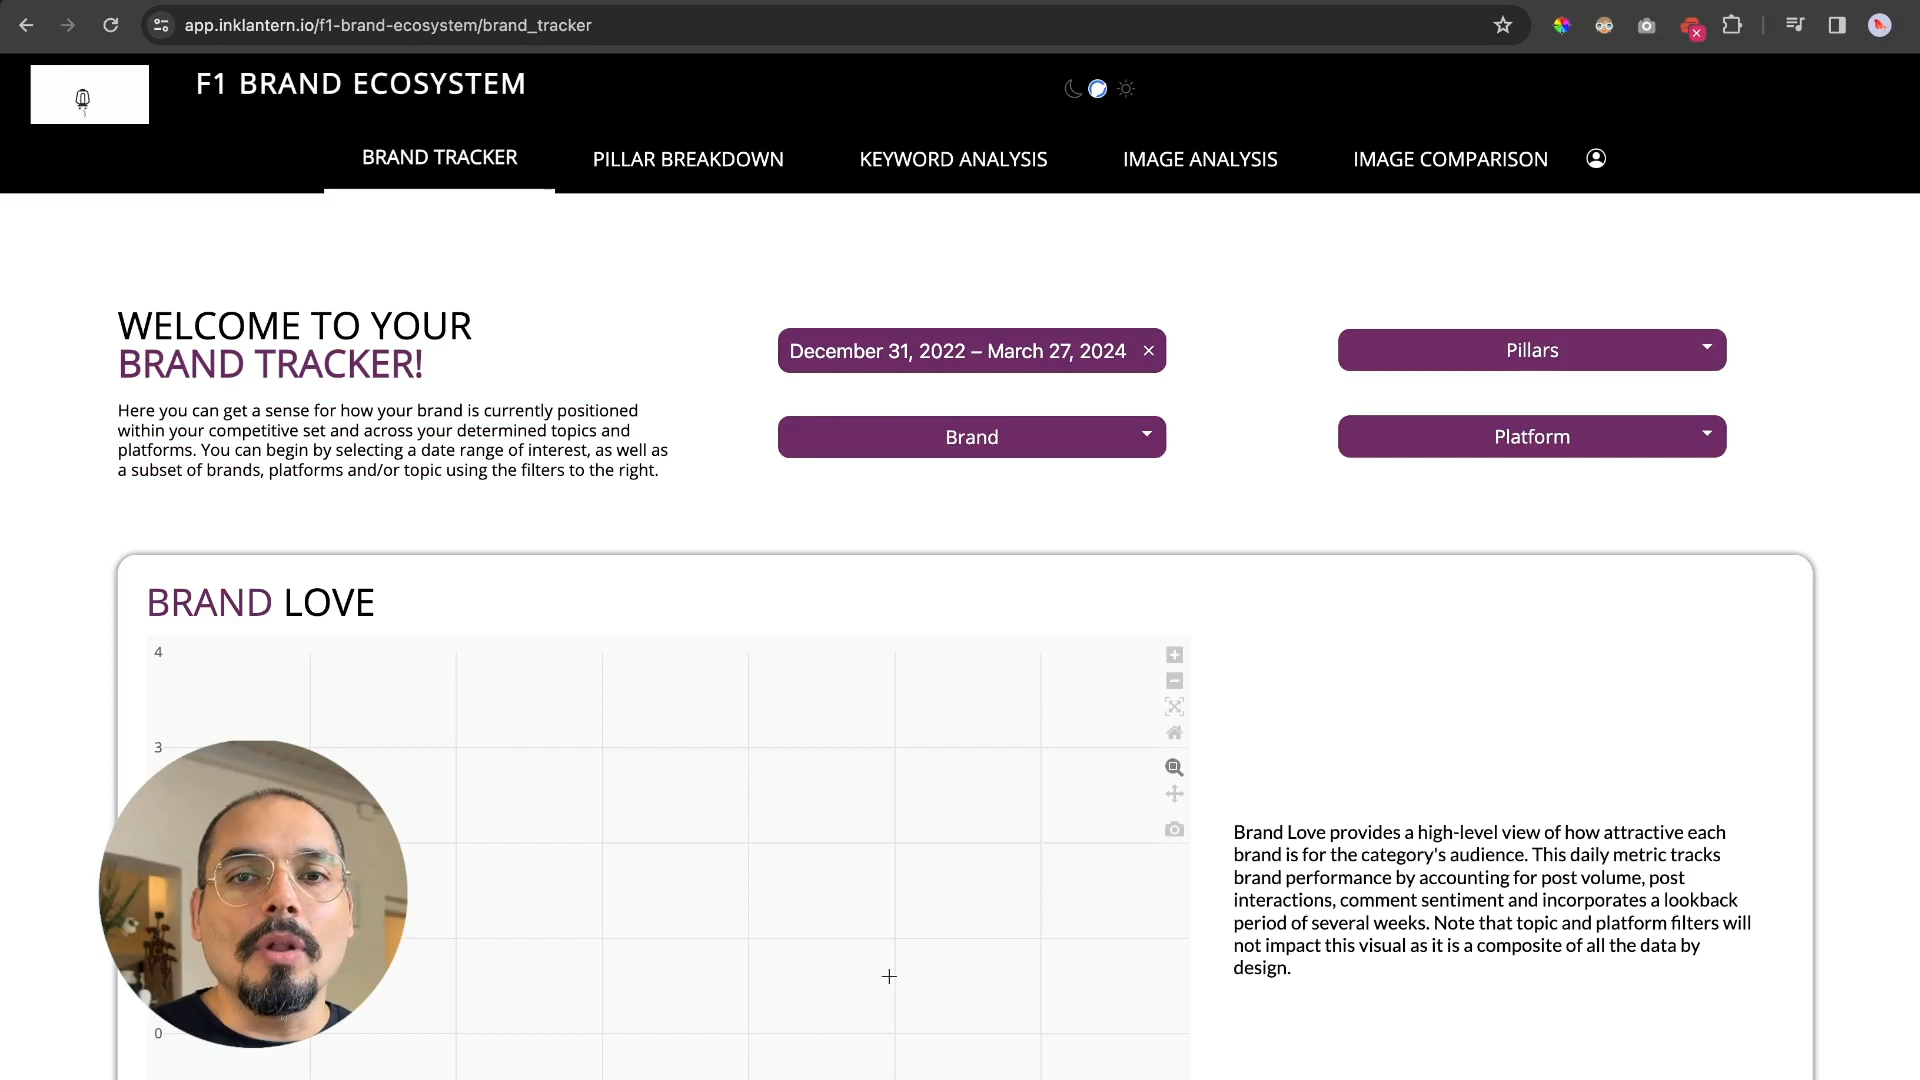 app.inklantern.io/f1-brand-ecosystem/brand_tracker
F1 BRAND ECOSYSTEM
BRAND TRACKER
PILLAR BREAKDOWN
KEYWORD ANALYSIS
IMAGE ANALYSIS
IMAGE COMPARISON
WELCOME TO YOUR
BRAND TRACKER!
Here you can get a sense for how your brand is currently positioned
within your competitive set and across your determined topics and
platforms. You can begin by selecting a date range of interest, as well as
a subset of brands, platforms and/or topic using the filters to the right.
December 31, 2022 – March 27, 2024 ×
Pillars
Brand
Platform
BRAND LOVE
4
3
0
Brand Love provides a high-level view of how attractive each
brand is for the category's audience. This daily metric tracks
brand performance by accounting for post volume, post
interactions, comment sentiment and incorporates a lookback
period of several weeks. Note that topic and platform filters will
not impact this visual as it is a composite of all the data by
design.